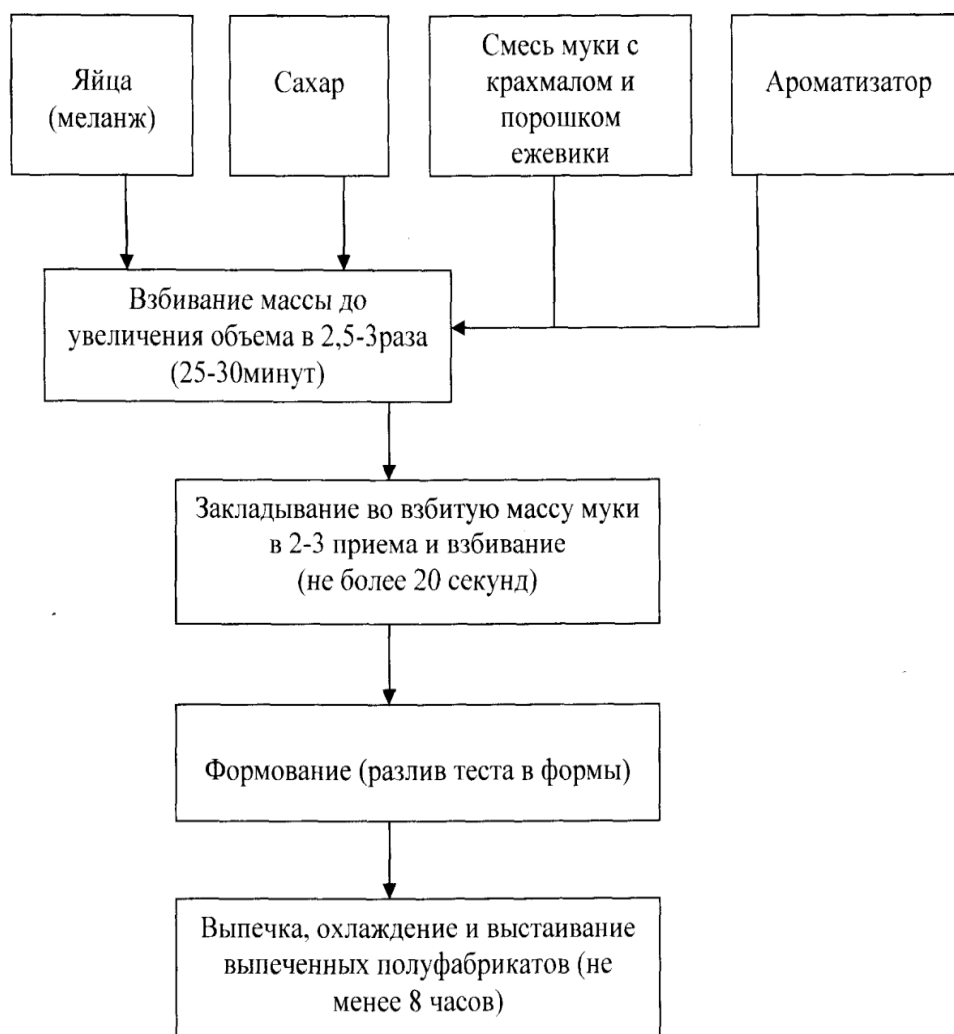 Яйца
(меланж)
Сахар
Смесь муки с
крахмалом и
порошком
ежевики
Ароматизатор
Взбивание массы до
увеличения объема в 2,5-3раза
(25-30минут)
Закладывание во взбитую массу муки
в 2-3 приема и взбивание
(не более 20 секунд)
Формование (разлив теста в формы)
Выпечка, охлаждение и выстаивание
выпеченных полуфабрикатов (не
менее 8 часов)